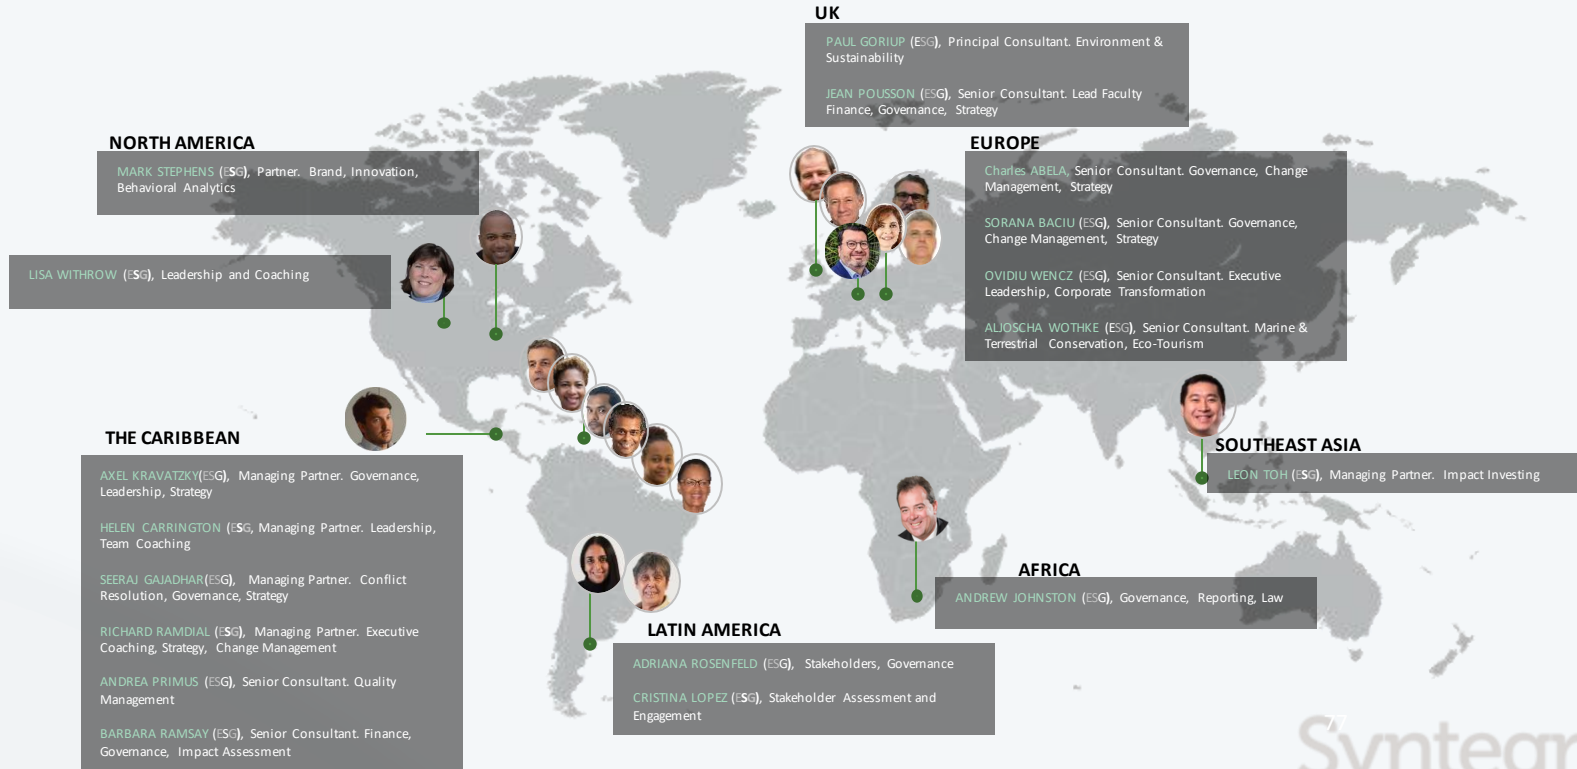 UK
PAUL GORIUP (ESG), Principal Consultant. Environment &
Sustainability
JEAN POUSSON (ESG), Senior Consultant. Lead Faculty
Finance, Governance, Strategy
NORTH AMERICA
MARK STEPHENS (ESG), Partner. Brand, Innovation,
Behavioral Analytics
LISA WITHROW (ESG), Leadership and Coaching
EUROPE
Charles ABELA, Senior Consultant. Governance, Change
Management, Strategy
SORANA BACIU (ESG), Senior Consultant. Governance,
Change Management, Strategy
OVIDIU WENCZ (ESG), Senior Consultant. Executive
Leadership, Corporate Transformation
ALJOSCHA WOTHKE (ESG), Senior Consultant. Marine &
Terrestrial Conservation, Eco-Tourism
THE CARIBBEAN
AXEL KRAVATZKY(ESG), Managing Partner. Governance,
Leadership, Strategy
HELEN CARRINGTON (ESG, Managing Partner. Leadership,
Team Coaching
SEERAJ GAJADHAR(ESG), Managing Partner. Conflict
Resolution, Governance, Strategy
RICHARD RAMDIAL (ESG), Managing Partner. Executive
Coaching, Strategy, Change Management
ANDREA PRIMUS (ESG), Senior Consultant. Quality
Management
BARBARA RAMSAY (ESG), Senior Consultant. Finance,
Governance, Impact Assessment
SOUTHEAST ASIA
LEON TOH (ESG), Managing Partner. Impact Investing
AFRICA
ANDREW JOHNSTON (ESG), Governance, Reporting, Law
LATIN AMERICA
ADRIANA ROSENFELD (ESG), Stakeholders, Governance
CRISTINA LOPEZ (ESG), Stakeholder Assessment and
Engagement
77